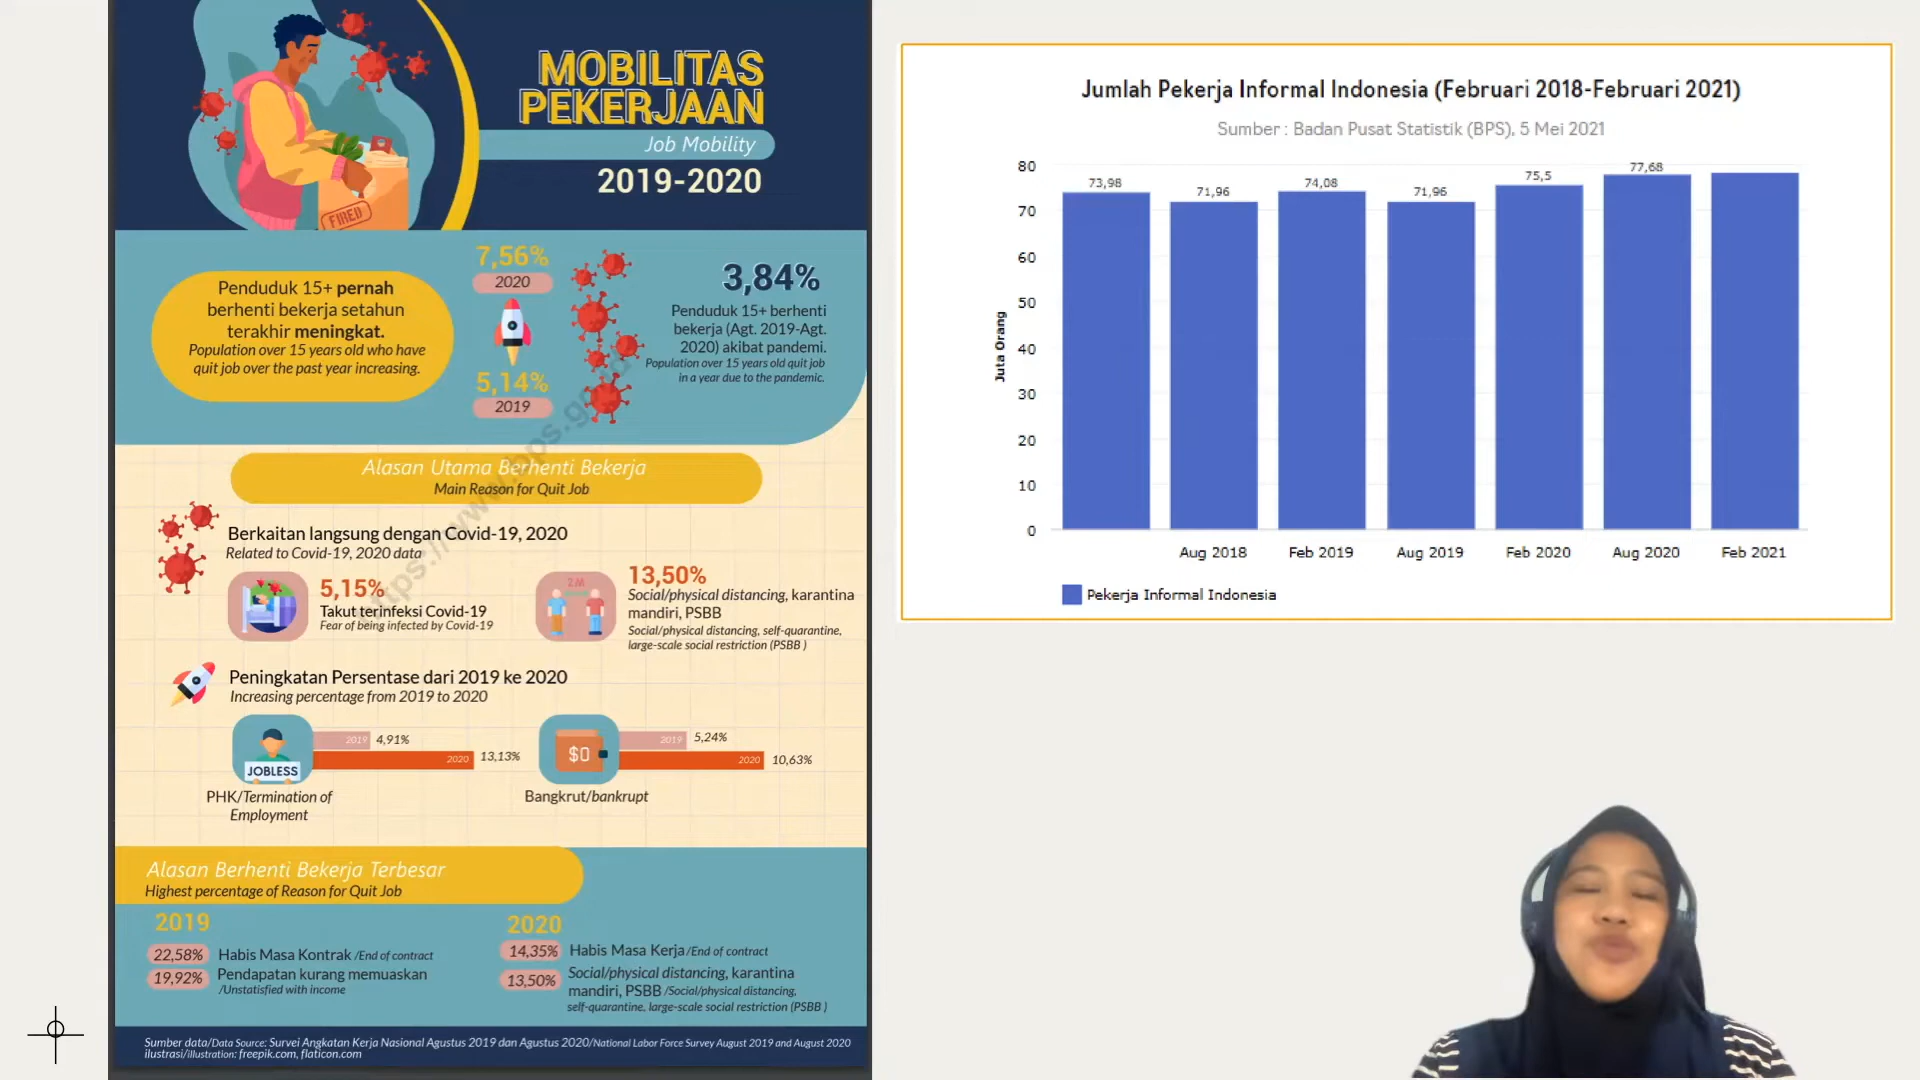 MOBILITAS
PEKERJAAN
Job Mobility
2019-2020
FIRED
Penduduk 15+ pernah
berhenti bekerja setahun
terakhir meningkat.
Population over 15 years old who have
quit job over the past year increasing.
7,56%
2020
5,14%
2019
3,84%
Penduduk 15+ berhenti
bekerja (Agt. 2019-Agt.
2020) akibat pandemi.
Population over 15 years old quit job
in a year due to the pandemic.
Alasan Utama Berhenti Bekerja
Main Reason for Quit Job
Berkaitan langsung dengan Covid-19, 2020
Related to Covid-19, 2020 data
5,15%
Takut terinfeksi Covid-19
Fear of being infected by Covid-19
2M
13,50%
Social/physical distancing, karantina
mandiri, PSBB
Social/physical distancing, self-quarantine,
large-scale social restriction (PSBB )
Peningkatan Persentase dari 2019 ke 2020
Increasing percentage from 2019 to 2020
JOBLESS
2019 4,91%
2020 13,13%
PHK/Termination of
Employment
$0
2019 5,24%
2020 10,63%
Bangkrut/bankrupt
Alasan Berhenti Bekerja Terbesar
Highest percentage of Reason for Quit Job
2019
22,58% Habis Masa Kontrak /End of contract
19,92% Pendapatan kurang memuaskan
/Unstatisfied with income
2020
14,35% Habis Masa Kerja/End of contract
13,50% Social/physical distancing, karantina
mandiri, PSBB /Social/physical distancing,
self-quarantine, large-scale social restriction (PSBB )
Sumber data/Data Source: Survei Angkatan Kerja Nasional Agustus 2019 dan Agustus 2020/National Labor Force Survey August 2019 and August 2020
ilustrasi/illustration: freepik.com, flaticon.com
https://www.bps.go.id
Jumlah Pekerja Informal Indonesia (Februari 2018-Februari 2021)
Sumber : Badan Pusat Statistik (BPS), 5 Mei 2021
Juta Orang
80
70
60
50
40
30
20
10
0
73,98
71,96
74,08
71,96
75,5
77,68
Aug 2018
Feb 2019
Aug 2019
Feb 2020
Aug 2020
Feb 2021
Pekerja Informal Indonesia